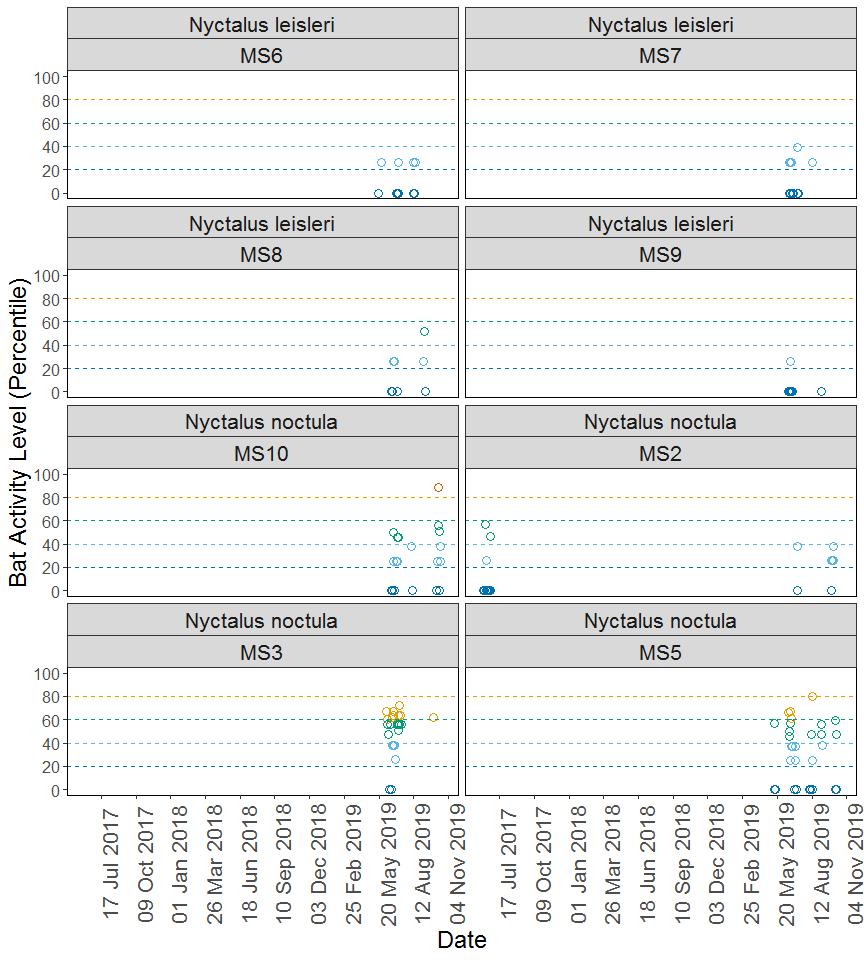 Nyctalus leisleri
Nyctalus leisleri
MS6
MS7
100
80
60
40
20
0
Nyctalus leisleri
Nyctalus leisleri
MS8
MS9
100
80
60
40
20
0
Bat Activity Level (Percentile)
Nyctalus noctula
Nyctalus noctula
MS10
MS2
100
80
60
40
20
0
Nyctalus noctula
Nyctalus noctula
MS3
MS5
100
80
60
40
20
0
17 Jul 2017
09 Oct 2017
01 Jan 2018
26 Mar 2018
18 Jun 2018
10 Sep 2018
03 Dec 2018
25 Feb 2019
20 May 2019
12 Aug 2019
04 Nov 2019
17 Jul 2017
09 Oct 2017
01 Jan 2018
26 Mar 2018
18 Jun 2018
10 Sep 2018
03 Dec 2018
25 Feb 2019
20 May 2019
12 Aug 2019
04 Nov 2019
Date